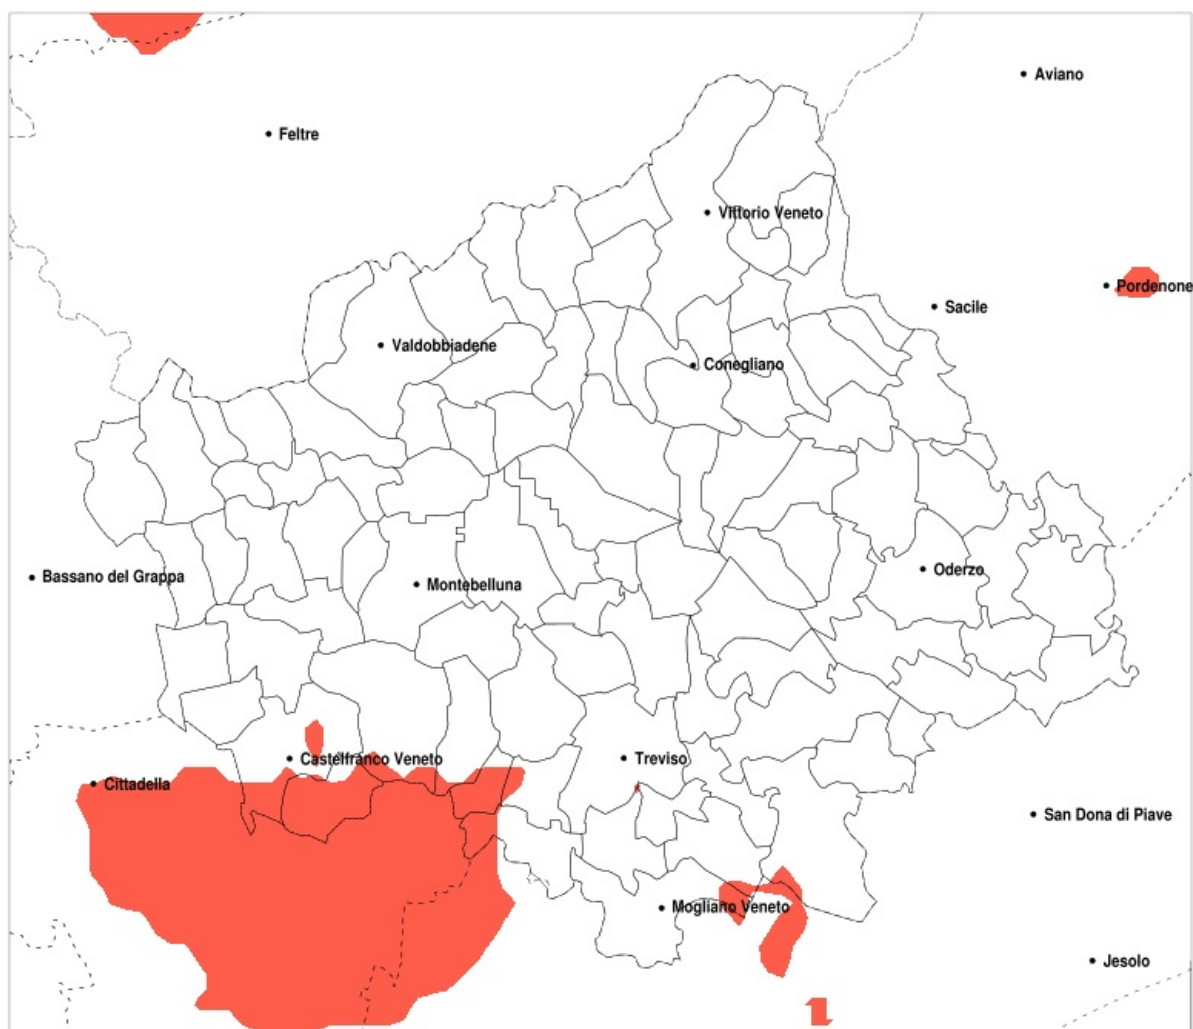 Aviano
Feltre
Vittorio Veneto
Pordenone
Sacile
Valdobbiadene
Conegliano
Bassano del Grappa
Oderzo
Montebelluna
Castelfranco Veneto
Treviso
Cittadella
San Dona di Piave
Mogliano Veneto
Jesolo